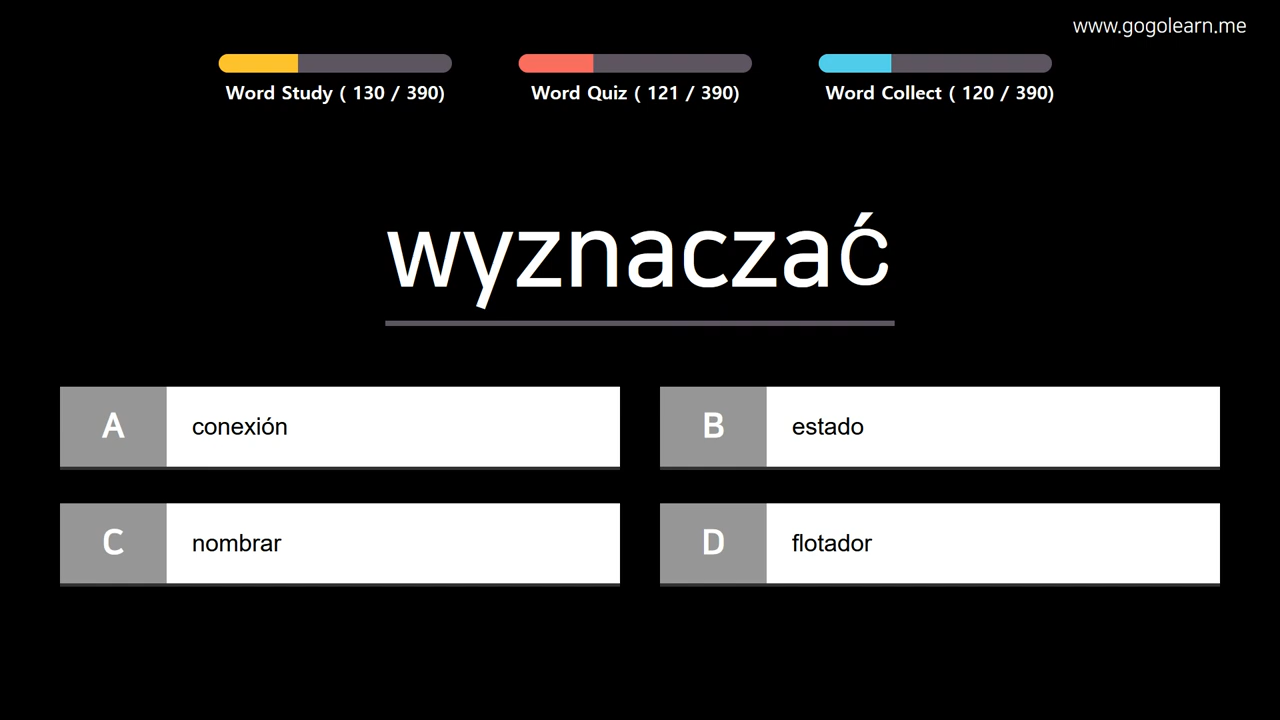 www.gogolearn.me
Word Study ( 130 / 390) Word Quiz ( 121 / 390) Word Collect ( 120 / 390)
wyznaczać
A conexión B estado
C nombrar D flotador